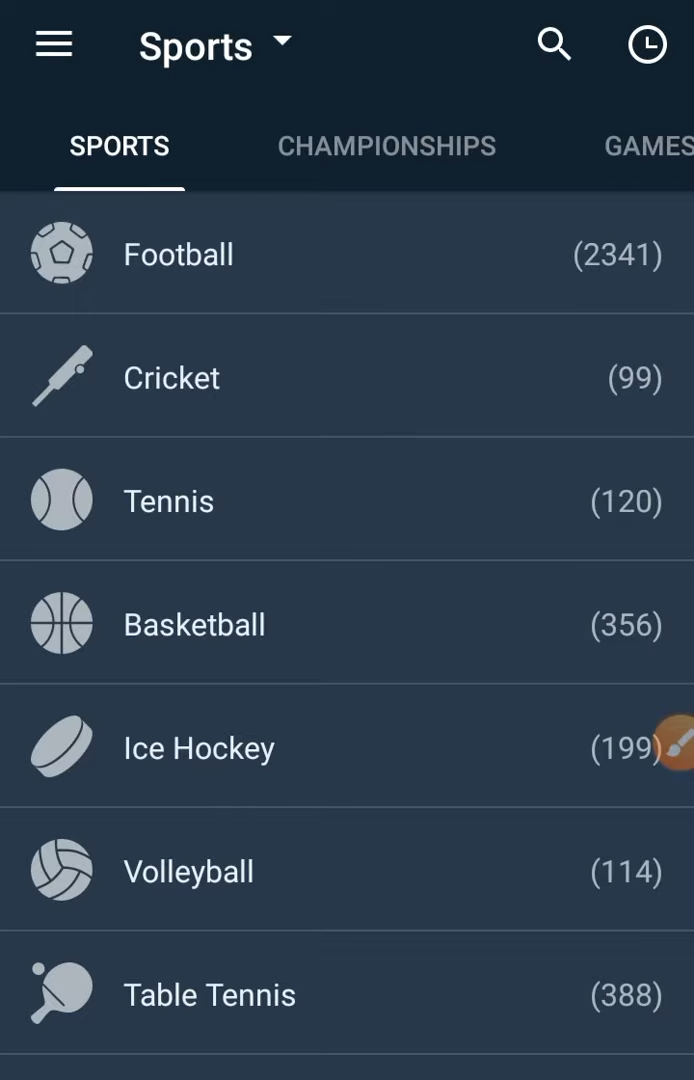 Sports
SPORTS CHAMPIONSHIPS GAMES
Football (2341)
Cricket (99)
Tennis (120)
Basketball (356)
Ice Hockey (199)
Volleyball (114)
Table Tennis (388)